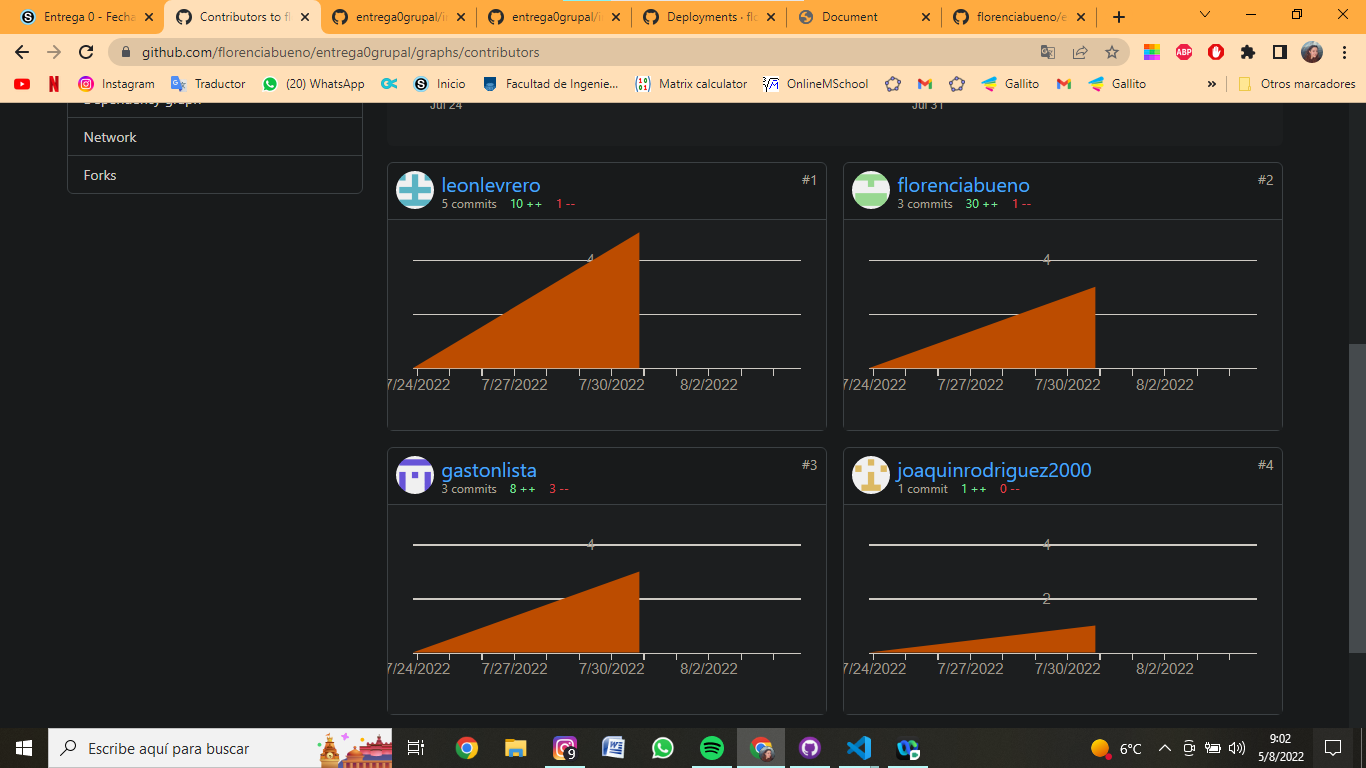 Entrega 0 - Fecha
Contributors to fl
entrega0grupal/i
entrega0grupal/i
Deployments · flo
Document
florenciabueno/e
github.com/florenciabueno/entrega0grupal/graphs/contributors
ABP
Instagram
Traductor
(20) WhatsApp
Inicio
Facultad de Ingenie...
Matrix calculator
OnlineMSchool
Gallito
Gallito
»
Otros marcadores
Dependency graph
Jul 24
Jul 31
Network
Forks
leonlevrero
#1
5 commits 10 ++ 1 --
4
7/24/2022 7/27/2022 7/30/2022 8/2/2022
florenciabueno
#2
3 commits 30 ++ 1 --
4
7/24/2022 7/27/2022 7/30/2022 8/2/2022
gastonlista
#3
3 commits 8 ++ 3 --
4
7/24/2022 7/27/2022 7/30/2022 8/2/2022
joaquinrodriguez2000
#4
1 commit 1 ++ 0 --
4
2
7/24/2022 7/27/2022 7/30/2022 8/2/2022
Escribe aquí para buscar
9
6°C
9:02
5/8/2022